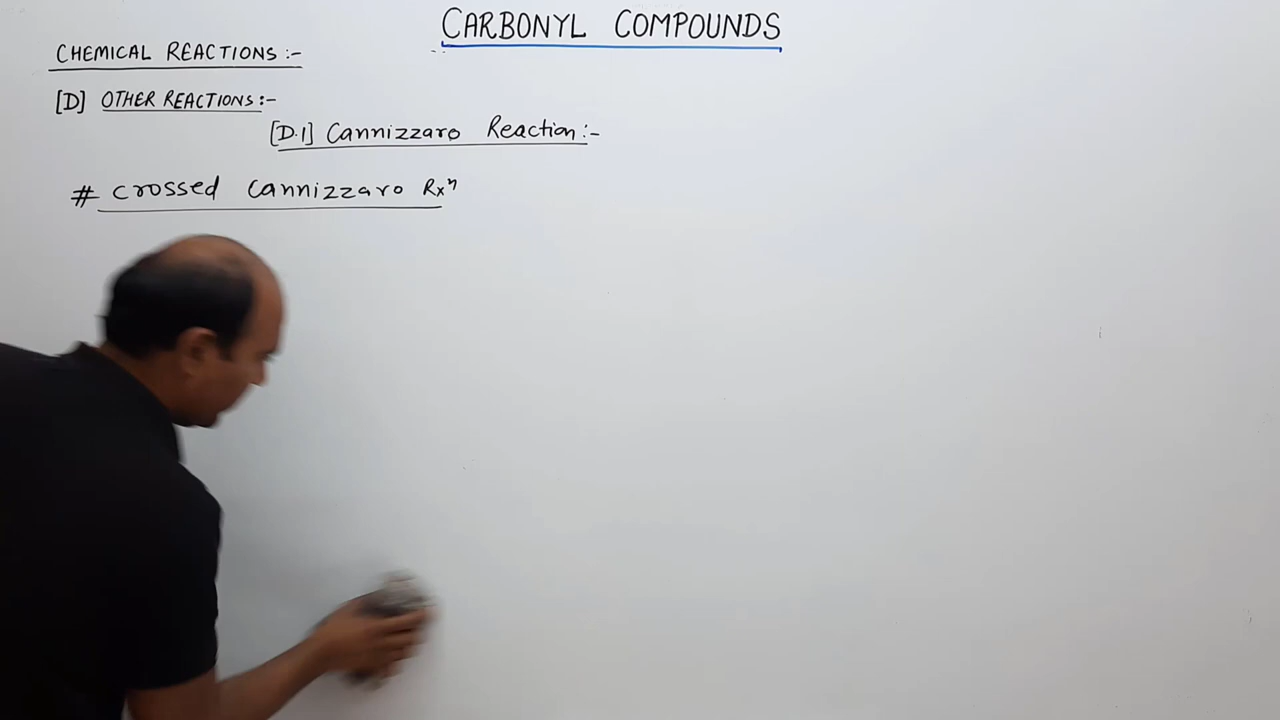 CARBONYL COMPOUNDS
CHEMICAL REACTIONS :-
[D] OTHER REACTIONS :-
[D.1] Cannizzaro Reaction :-
# crossed Cannizzaro Rxⁿ